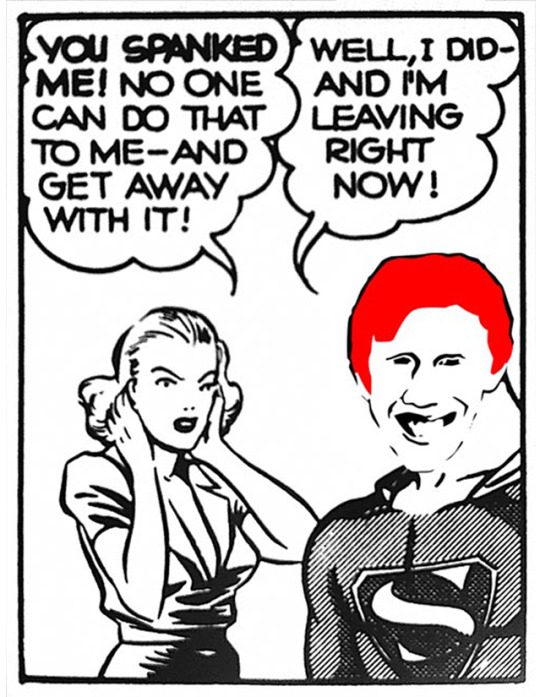 YOU SPANKED
ME! NO ONE
CAN DO THAT
TO ME—AND
GET AWAY
WITH IT!
WELL, I DID-
AND I'M
LEAVING
RIGHT
NOW!
S